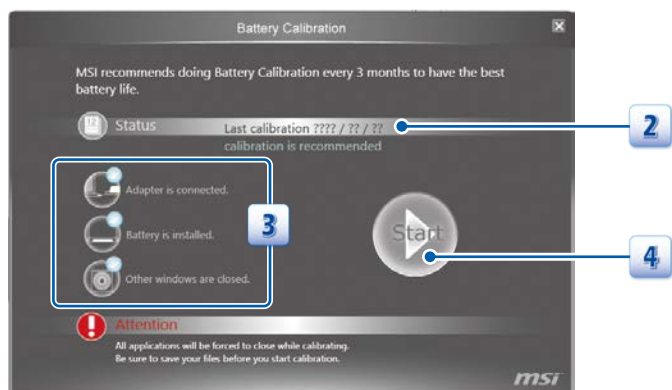 Battery Calibration
MSI recommends doing Battery Calibration every 3 months to have the best
battery life.
12
Status
Last calibration ???? / ?? / ??
calibration is recommended
2
Adapter is connected.
Battery is installed.
Other windows are closed.
3
Start
4
Attention
All applications will be forced to close while calibrating.
Be sure to save your files before you start calibration.
msi